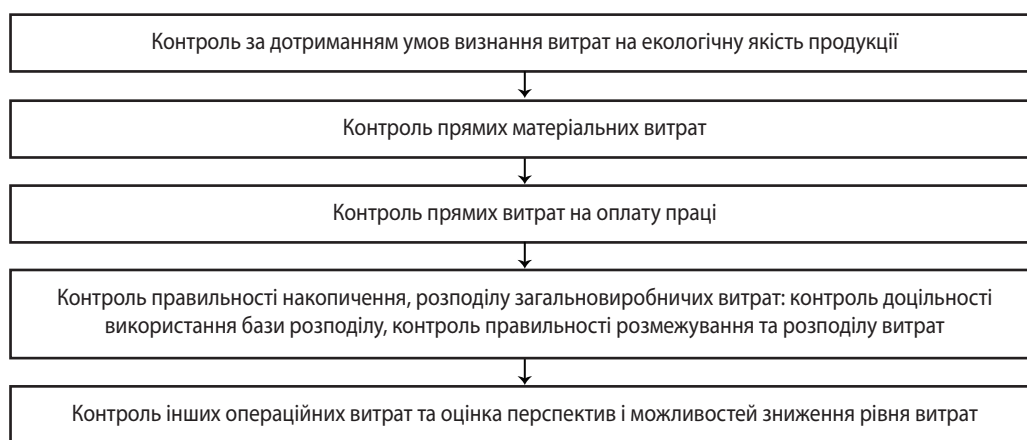 Контроль за дотриманням умов визнання витрат на екологічну якість продукції
Контроль прямих матеріальних витрат
Контроль прямих витрат на оплату праці
Контроль правильності накопичення, розподілу загальновиробничих витрат: контроль доцільності
використання бази розподілу, контроль правильності розмежування та розподілу витрат
Контроль інших операційних витрат та оцінка перспектив і можливостей зниження рівня витрат